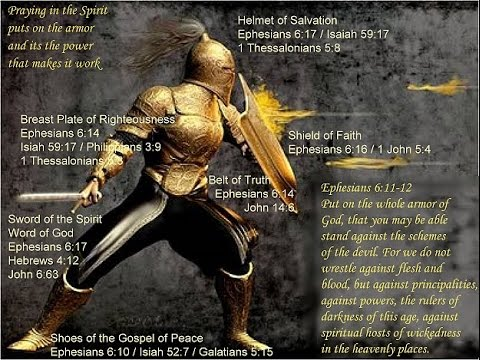 Praying in the Spirit
puts on the armor
and its the power
that makes it work
Helmet of Salvation
Ephesians 6:17 / Isaiah 59:17
1 Thessalonians 5:8
Breast Plate of Righteousness
Ephesians 6:14
Isiah 59:17 / Philippians 3:9
1 Thessalonians 5:8
Shield of Faith
Ephesians 6:16 / 1 John 5:4
Belt of Truth
Ephesians 6:14
John 14:6
Sword of the Spirit
Word of God
Ephesians 6:17
Hebrews 4:12
John 6:63
Ephesians 6:11-12
Put on the whole armor of
God, that you may be able
stand against the schemes
of the devil. For we do not
wrestle against flesh and
blood, but against principalities,
against powers, the rulers of
darkness of this age, against
spiritual hosts of wickedness
in the heavenly places.
Shoes of the Gospel of Peace
Ephesians 6:10 / Isiah 52:7 / Galatians 5:15